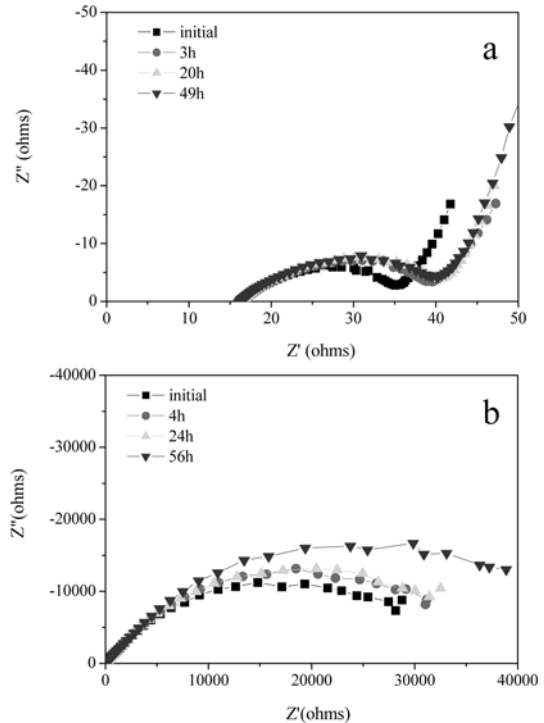 -50
-40
-30
-20
-10
0
Z'' (ohms)
initial
3h
20h
49h
a
0
10
20
30
40
50
Z' (ohms)
-40000
-30000
-20000
-10000
0
Z''(ohms)
initial
4h
24h
56h
b
0
10000
20000
30000
40000
Z'(ohms)